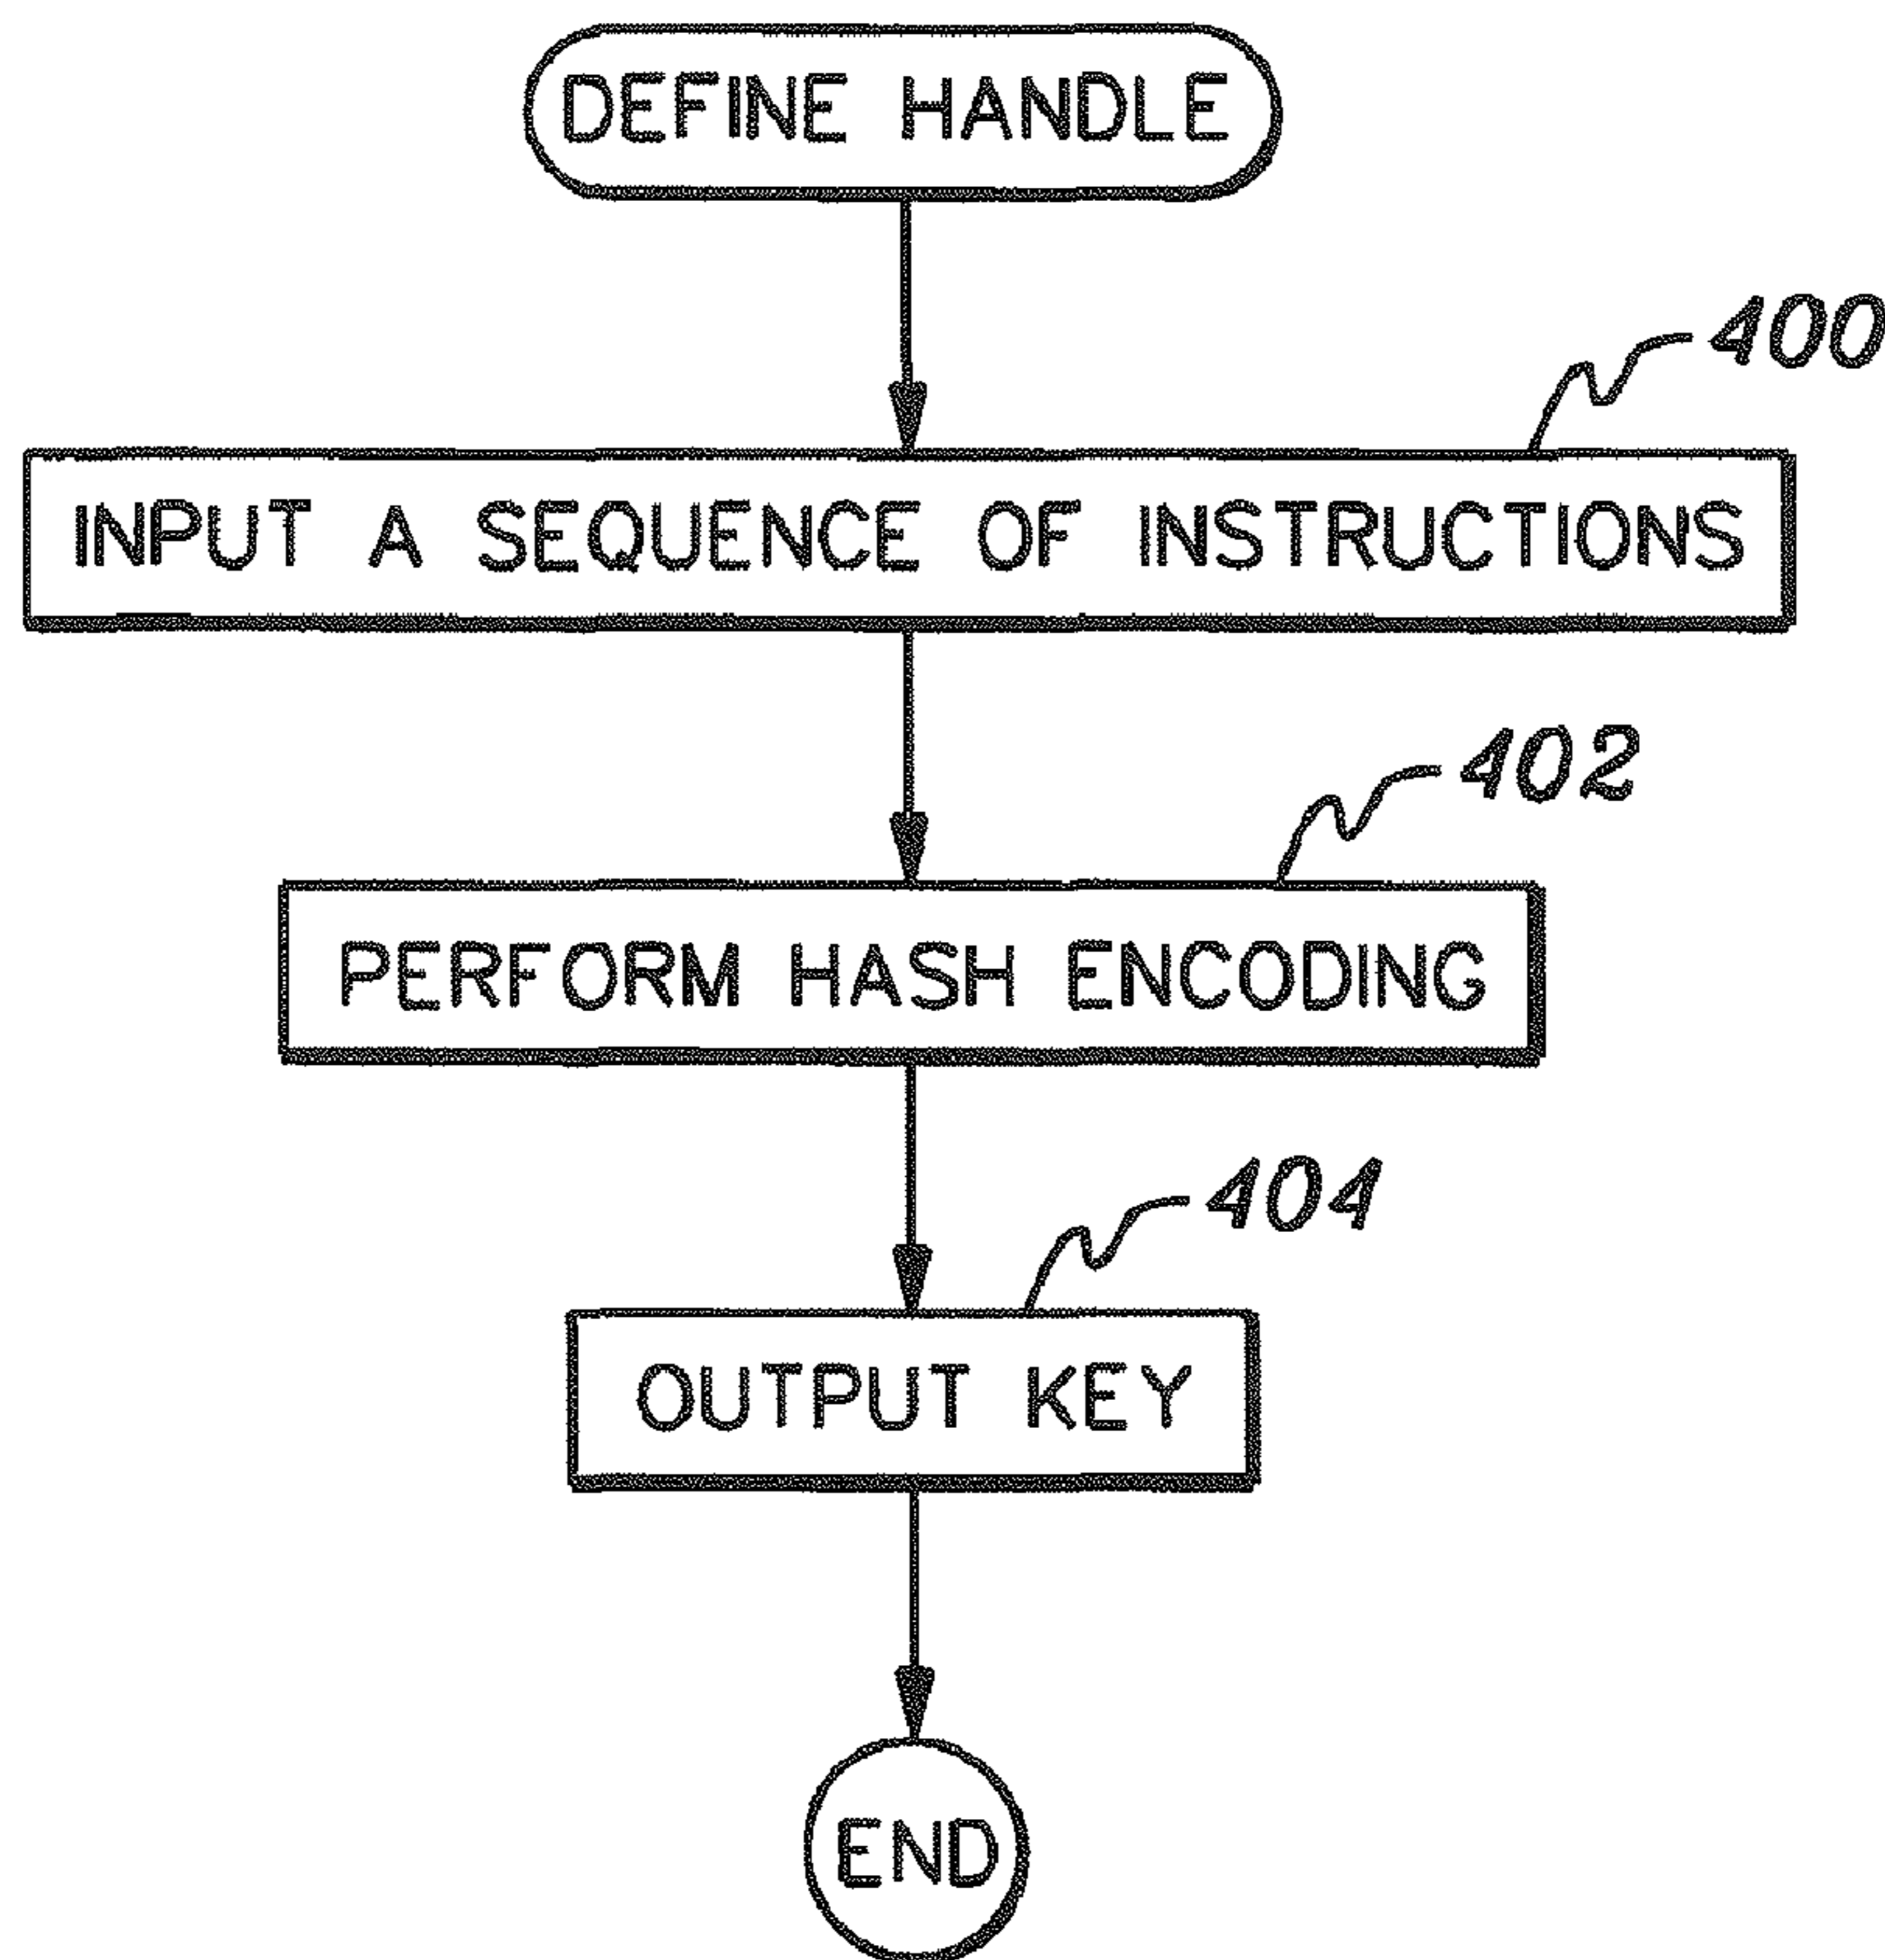 DEFINE HANDLE
400
INPUT A SEQUENCE OF INSTRUCTIONS
402
PERFORM HASH ENCODING
404
OUTPUT KEY
END